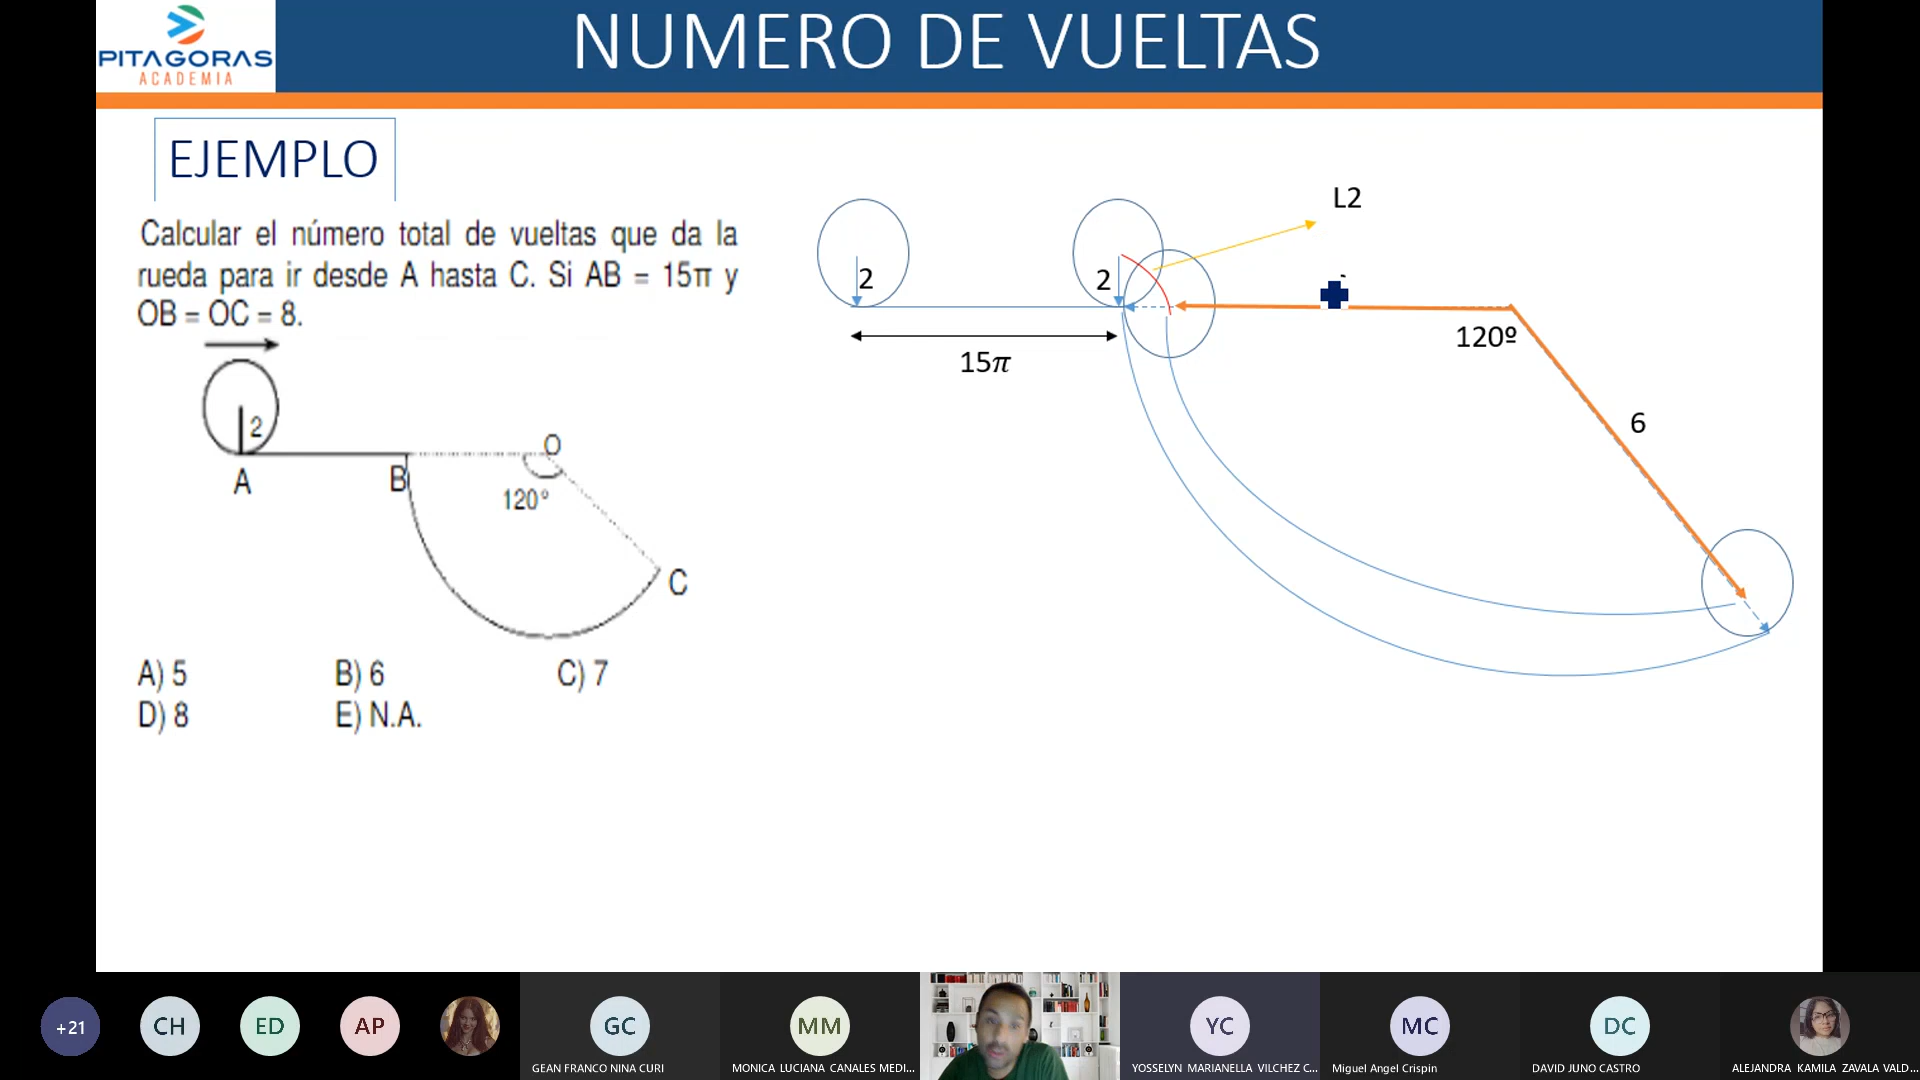 PITAGORAS
ACADEMIA
NUMERO DE VUELTAS
EJEMPLO
Calcular el número total de vueltas que da la
rueda para ir desde A hasta C. Si AB = 15π y
OB = OC = 8.
2
A
B
O
120°
C
A) 5 B) 6 C) 7
D) 8 E) N.A.
L2
2
2
15π
120º
6
+21
CH
ED
AP
GC
GEAN FRANCO NINA CURI
MM
MONICA LUCIANA CANALES MEDI...
YC
YOSSELYN MARIANELLA VILCHEZ C...
MC
Miguel Angel Crispin
DC
DAVID JUNO CASTRO
ALEJANDRA KAMILA ZAVALA VALD...